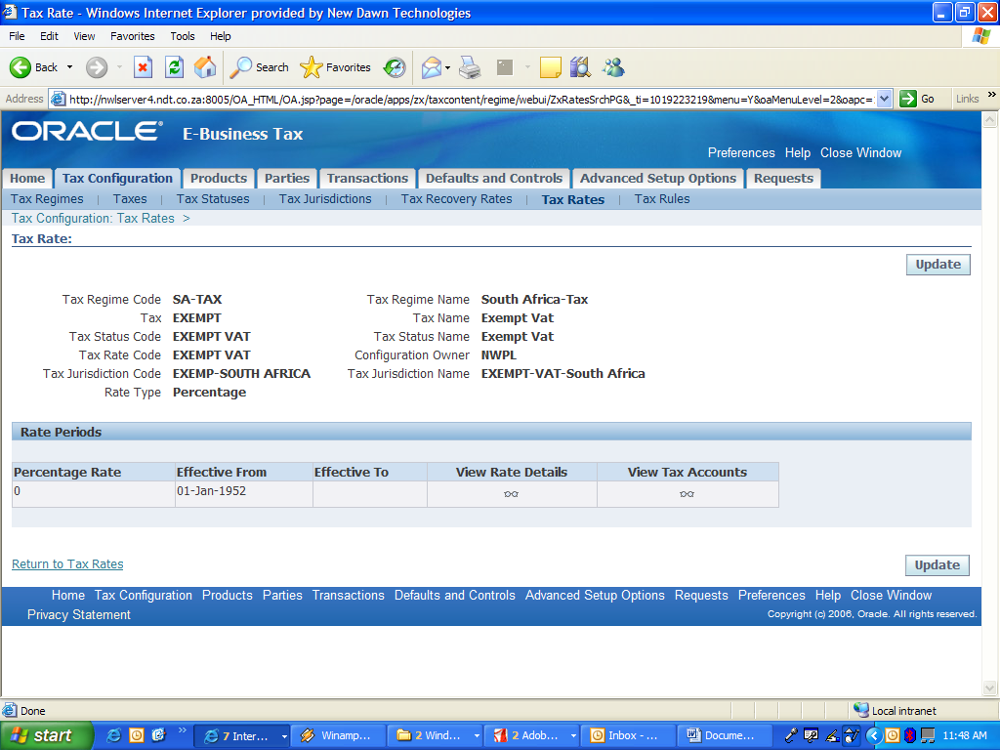 Tax Rate - Windows Internet Explorer provided by New Dawn Technologies
File Edit View Favorites Tools Help
Back Search Favorites
Address http://nwlserver4.ndt.co.za:8005/OA_HTML/OA.jsp?page=/oracle/apps/zx/taxcontent/regime/webui/ZxRatesSrchPG&_ti=1019223219&menu=Y&oaMenuLevel=2&oapc= Go Links »
ORACLE® E-Business Tax
Preferences Help Close Window
Home Tax Configuration Products Parties Transactions Defaults and Controls Advanced Setup Options Requests
Tax Regimes | Taxes | Tax Statuses | Tax Jurisdictions | Tax Recovery Rates | Tax Rates | Tax Rules
Tax Configuration: Tax Rates >
Tax Rate:
Update
Tax Regime Code SA-TAX Tax Regime Name South Africa-Tax
Tax EXEMPT Tax Name Exempt Vat
Tax Status Code EXEMPT VAT Tax Status Name Exempt Vat
Tax Rate Code EXEMPT VAT Configuration Owner NWPL
Tax Jurisdiction Code EXEMP-SOUTH AFRICA Tax Jurisdiction Name EXEMPT-VAT-South Africa
Rate Type Percentage
Rate Periods
Percentage Rate Effective From Effective To View Rate Details View Tax Accounts
0 01-Jan-1952
Return to Tax Rates Update
Home Tax Configuration Products Parties Transactions Defaults and Controls Advanced Setup Options Requests Preferences Help Close Window
Privacy Statement Copyright (c) 2006, Oracle. All rights reserved.
Done Local intranet
start » 7 Inter... Winamp... 2 Wind... 2 Adob... Inbox - ... Docume... 11:48 AM